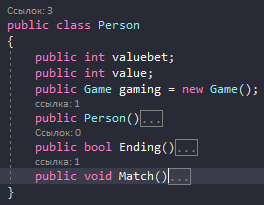 Ссылок: 3
public class Person
{
public int valuebet;
public int value;
public Game gaming = new Game();
ссылка: 1
public Person()...
Ссылок: 0
public bool Ending()...
ссылка: 1
public void Match()...
}